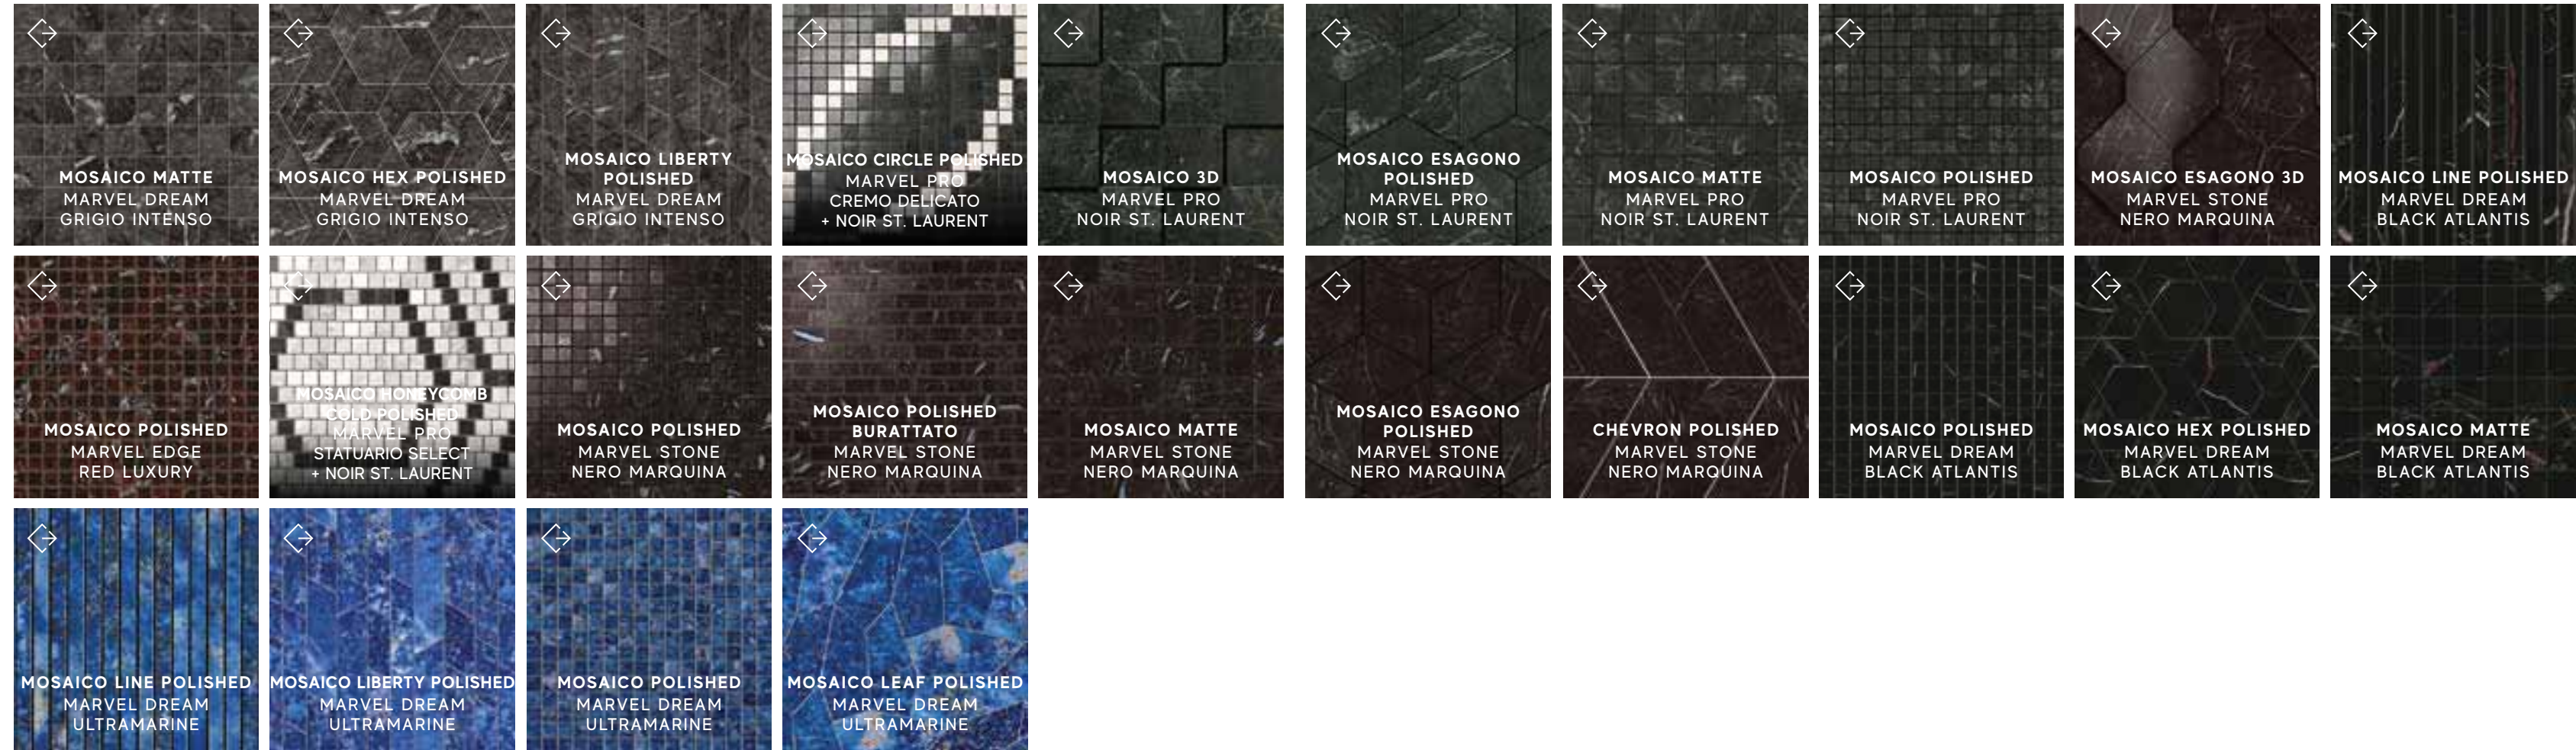 MOSAICO MATTE
MARVEL DREAM
GRIGIO INTENSO
MOSAICO HEX POLISHED
MARVEL DREAM
GRIGIO INTENSO
MOSAICO LIBERTY
POLISHED
MARVEL DREAM
GRIGIO INTENSO
MOSAICO CIRCLE POLISHED
MARVEL PRO
CREMO DELICATO
+ NOIR ST. LAURENT
MOSAICO 3D
MARVEL PRO
NOIR ST. LAURENT
MOSAICO ESAGONO
POLISHED
MARVEL PRO
NOIR ST. LAURENT
MOSAICO MATTE
MARVEL PRO
NOIR ST. LAURENT
MOSAICO POLISHED
MARVEL PRO
NOIR ST. LAURENT
MOSAICO ESAGONO 3D
MARVEL STONE
NERO MARQUINA
MOSAICO LINE POLISHED
MARVEL DREAM
BLACK ATLANTIS
MOSAICO POLISHED
MARVEL EDGE
RED LUXURY
MOSAICO HONEYCOMB
COLD POLISHED
MARVEL PRO
STATUARIO SELECT
+ NOIR ST. LAURENT
MOSAICO POLISHED
MARVEL STONE
NERO MARQUINA
MOSAICO POLISHED
BURATTATO
MARVEL STONE
NERO MARQUINA
MOSAICO MATTE
MARVEL STONE
NERO MARQUINA
MOSAICO ESAGONO
POLISHED
MARVEL STONE
NERO MARQUINA
CHEVRON POLISHED
MARVEL STONE
NERO MARQUINA
MOSAICO POLISHED
MARVEL DREAM
BLACK ATLANTIS
MOSAICO HEX POLISHED
MARVEL DREAM
BLACK ATLANTIS
MOSAICO MATTE
MARVEL DREAM
BLACK ATLANTIS
MOSAICO LINE POLISHED
MARVEL DREAM
ULTRAMARINE
MOSAICO LIBERTY POLISHED
MARVEL DREAM
ULTRAMARINE
MOSAICO POLISHED
MARVEL DREAM
ULTRAMARINE
MOSAICO LEAF POLISHED
MARVEL DREAM
ULTRAMARINE